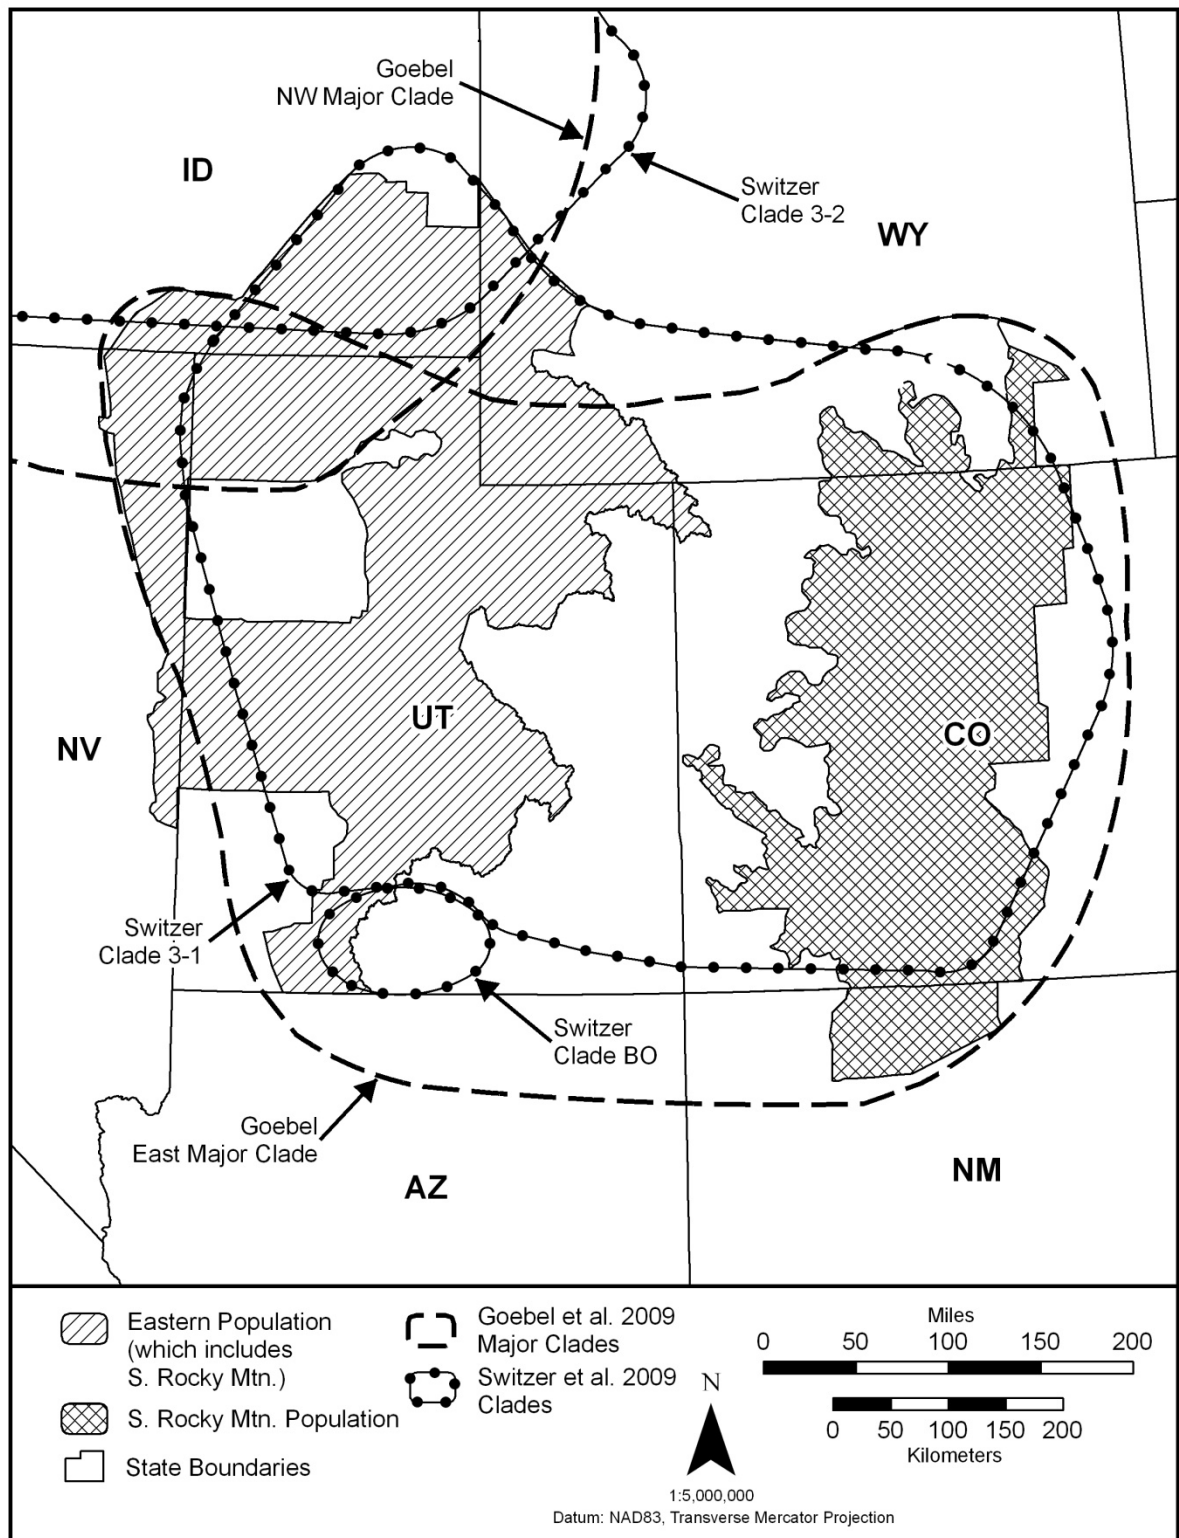 Goebel
NW Major Clade
ID
Switzer
Clade 3-2
WY
UT
CO
NV
Switzer
Clade 3-1
Switzer
Clade BO
Goebel
East Major Clade
AZ
NM
Eastern Population
(which includes
S. Rocky Mtn.)
S. Rocky Mtn. Population
State Boundaries
Goebel et al. 2009
Major Clades
Switzer et al. 2009
Clades
N
1:5,000,000
Miles
0 50 100 150 200
0 50 100 150 200
Kilometers
Datum: NAD83, Transverse Mercator Projection